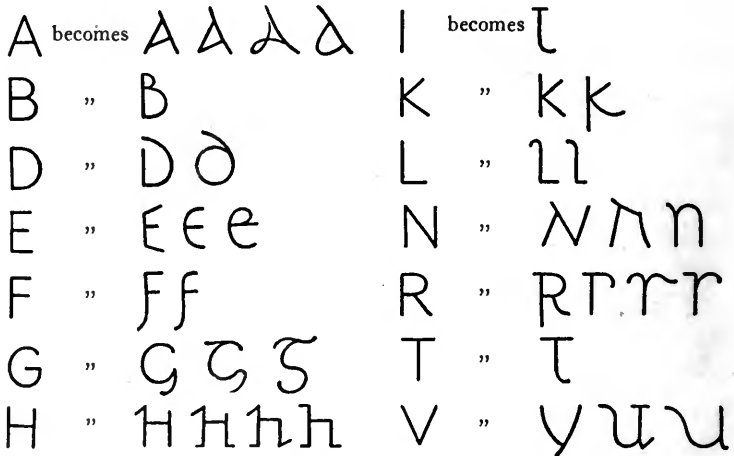 A becomes A A A a I becomes l
B „ B K „ K K
D „ D ð L „ l l
E „ E Є e N „ N n n
F „ F f R „ R r r r
G „ G G G T „ T
H „ H H h h V „ y u u